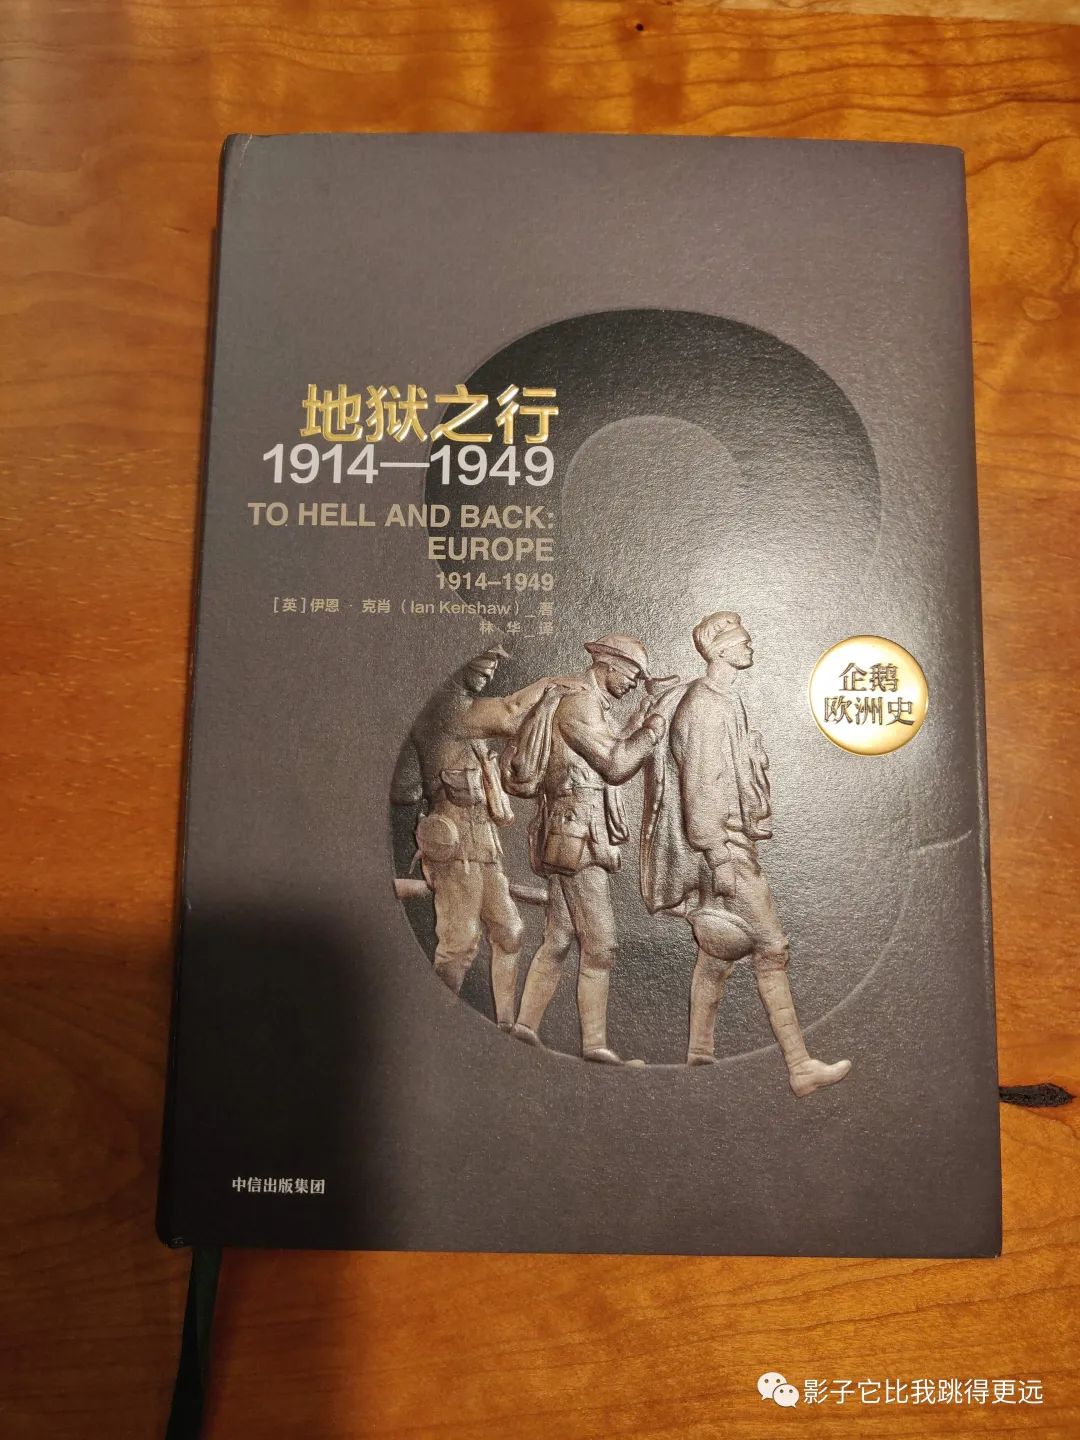 地狱之行
1914—1949
TO HELL AND BACK:
EUROPE
1914–1949
[英]伊恩·克肖（Ian Kershaw）_著
林 华_译
企鹅
欧洲史
中信出版集团
影子它比我跳得更远